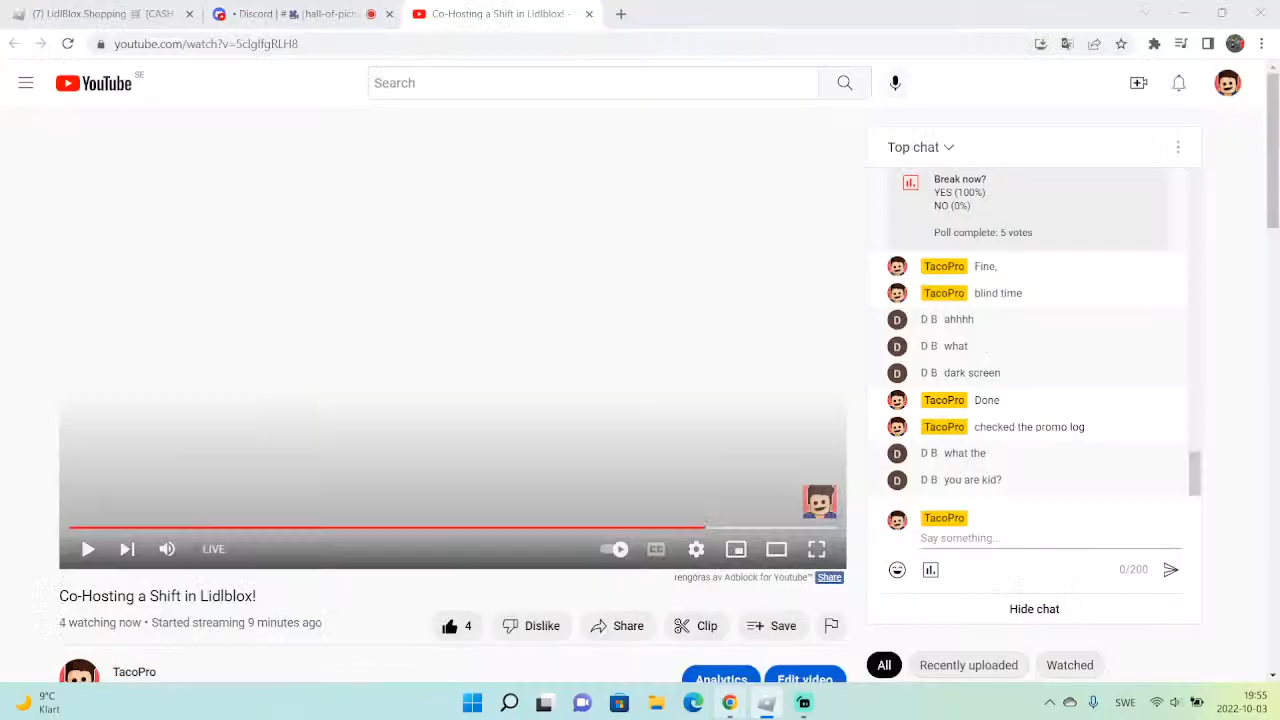 (7) LidlBlox Shopping 🛒 [CASH
• Discord | #📸 |hall-of-pictu
Co-Hosting a Shift in Lidlblox! -
youtube.com/watch?v=5clgIfgRLH8
YouTube SE
Search
Top chat
Break now?
YES (100%)
NO (0%)
Poll complete: 5 votes
TacoPro Fine,
TacoPro blind time
D D B ahhhh
D D B what
D D B dark screen
TacoPro Done
TacoPro checked the promo log
D D B what the
D D B you are kid?
TacoPro
Say something...
0/200
Hide chat
LIVE
CC
rengöras av Adblock for Youtube™ Share
Co-Hosting a Shift in Lidlblox!
4 watching now • Started streaming 9 minutes ago
4 Dislike Share Clip Save
TacoPro
Analytics Edit video
All Recently uploaded Watched
9°C
Klart
SWE
19:55
2022-10-03